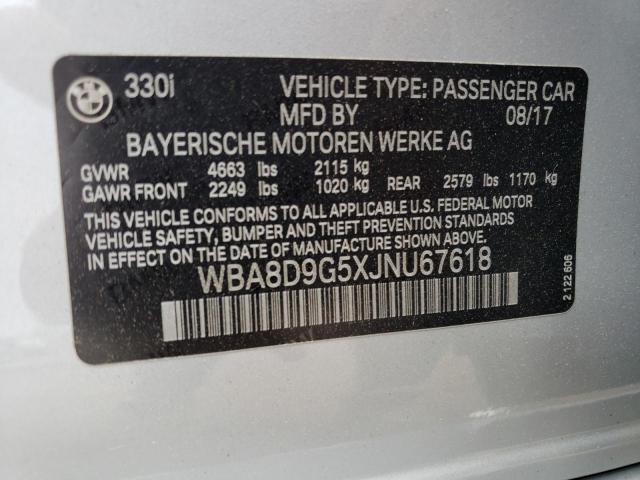 330i VEHICLE TYPE: PASSENGER CAR
MFD BY 08/17
BAYERISCHE MOTOREN WERKE AG
GVWR 4663 lbs 2115 kg
GAWR FRONT 2249 lbs 1020 kg REAR 2579 lbs 1170 kg
THIS VEHICLE CONFORMS TO ALL APPLICABLE U.S. FEDERAL MOTOR
VEHICLE SAFETY, BUMPER AND THEFT PREVENTION STANDARDS
IN EFFECT ON THE DATE OF MANUFACTURE SHOWN ABOVE.
WBA8D9G5XJNU67618
2 122 606